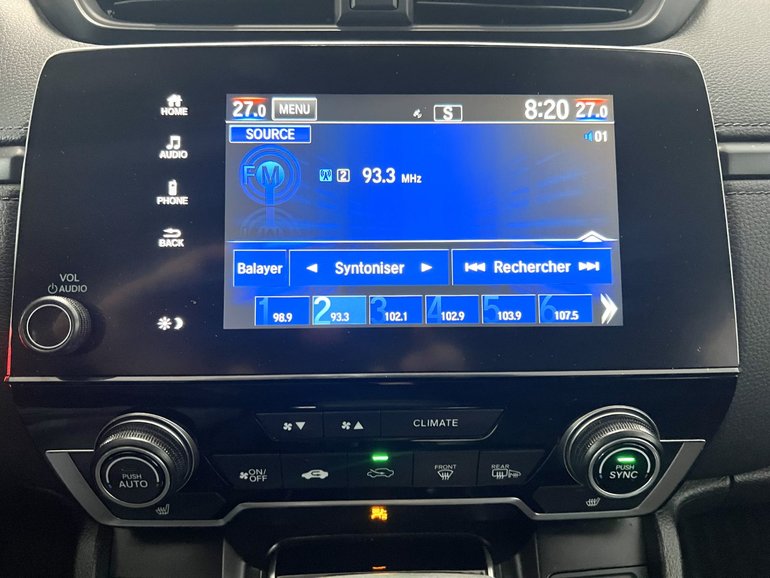 27.0 MENU S 8:20 27.0
HOME
SOURCE
01
AUDIO
FM
2 93.3 MHz
PHONE
BACK
Balayer Syntoniser Rechercher
VOL
AUDIO
1 98.9 2 93.3 3 102.1 4 102.9 5 103.9 6 107.5
CLIMATE
PUSH AUTO
ON/OFF
FRONT
REAR
PUSH SYNC